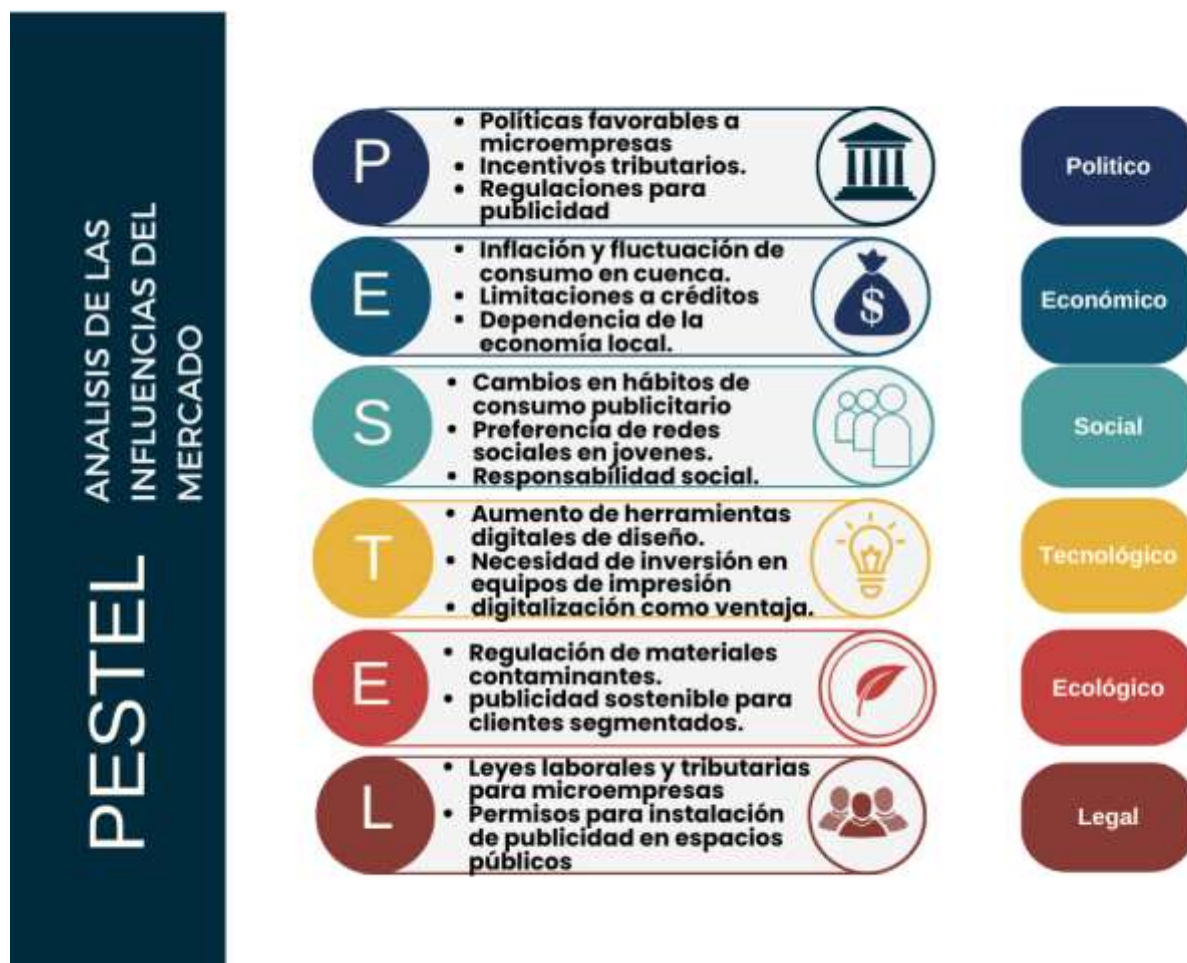 PESTEL
ANALISIS DE LAS
INFLUENCIAS DEL
MERCADO
P
• Políticas favorables a
microempresas
• Incentivos tributarios.
• Regulaciones para
publicidad
Politico
E
• Inflación y fluctuación de
consumo en cuenca.
• Limitaciones a créditos
• Dependencia de la
economía local.
$
Económico
S
• Cambios en hábitos de
consumo publicitario
• Preferencia de redes
sociales en jovenes.
• Responsabilidad social.
Social
T
• Aumento de herramientas
digitales de diseño.
• Necesidad de inversión en
equipos de impresión
• digitalización como ventaja.
Tecnológico
E
• Regulación de materiales
contaminantes.
• publicidad sostenible para
clientes segmentados.
Ecológico
L
• Leyes laborales y tributarias
para microempresas
• Permisos para instalación
de publicidad en espacios
públicos
Legal